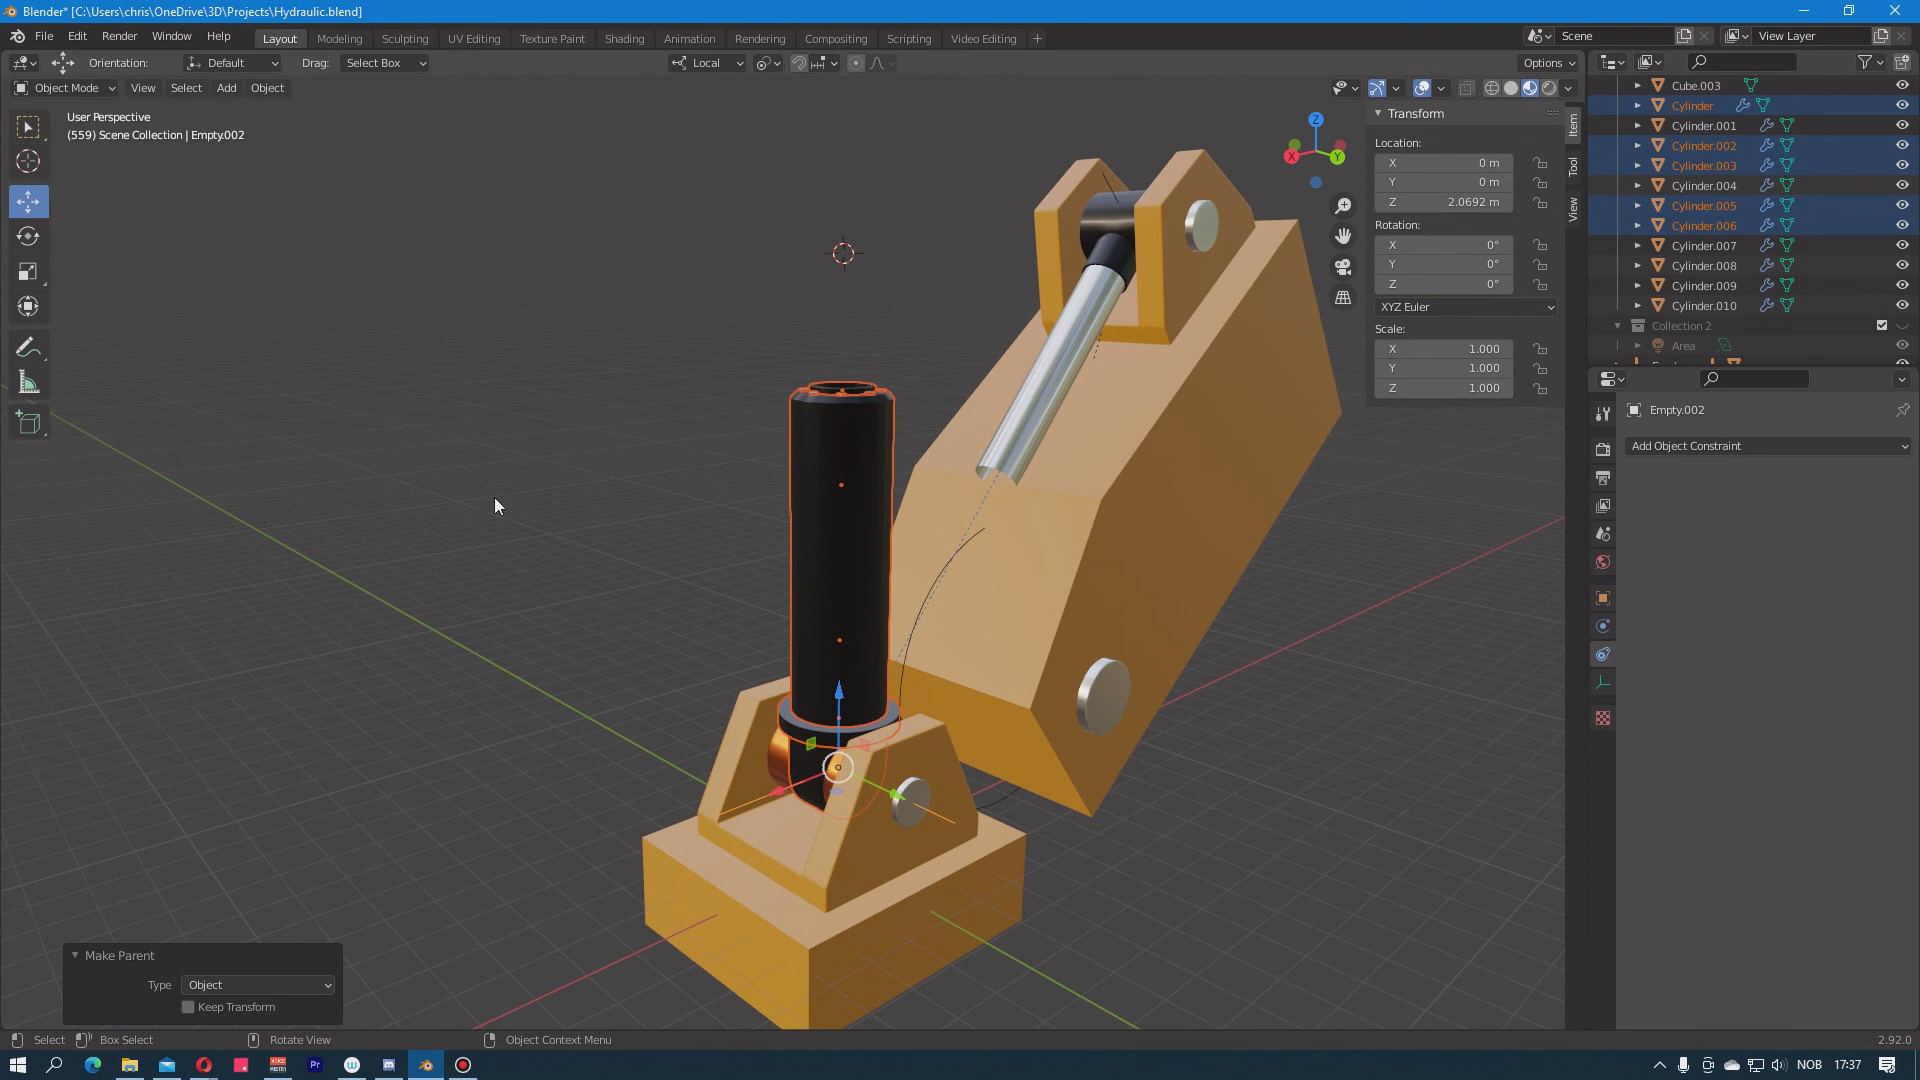 Blender* [C:\Users\chris\OneDrive\3D\Projects\Hydraulic.blend]
File Edit Render Window Help
Layout Modeling Sculpting UV Editing Texture Paint Shading Animation Rendering Compositing Scripting Video Editing +
Scene
View Layer
Orientation: Default Drag: Select Box
Local
Options
Object Mode View Select Add Object
User Perspective
(559) Scene Collection | Empty.002
Z
X
Y
Transform
Location:
X 0 m
Y 0 m
Z 2.0692 m
Rotation:
X 0°
Y 0°
Z 0°
XYZ Euler
Scale:
X 1.000
Y 1.000
Z 1.000
Item
Tool
View
Cube.003
Cylinder
Cylinder.001
Cylinder.002
Cylinder.003
Cylinder.004
Cylinder.005
Cylinder.006
Cylinder.007
Cylinder.008
Cylinder.009
Cylinder.010
Collection 2
Area
Empty.002
Add Object Constraint
Make Parent
Type Object
Keep Transform
Select Box Select Rotate View Object Context Menu
2.92.0
Pr
NOB 17:37